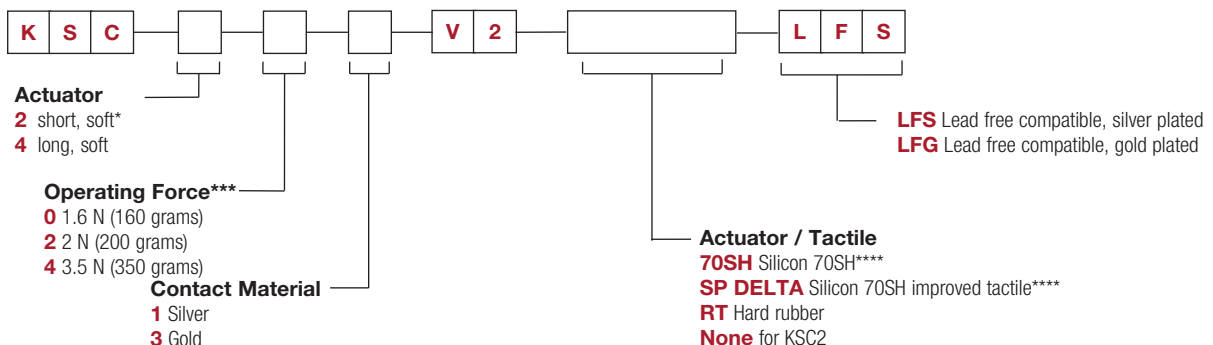 K S C V 2 L F S
Actuator
2 short, soft*
4 long, soft
LFS Lead free compatible, silver plated
LFG Lead free compatible, gold plated
Operating Force***
0 1.6 N (160 grams)
2 2 N (200 grams)
4 3.5 N (350 grams)
Contact Material
1 Silver
3 Gold
Actuator / Tactile
70SH Silicon 70SH****
SP DELTA Silicon 70SH improved tactile****
RT Hard rubber
None for KSC2